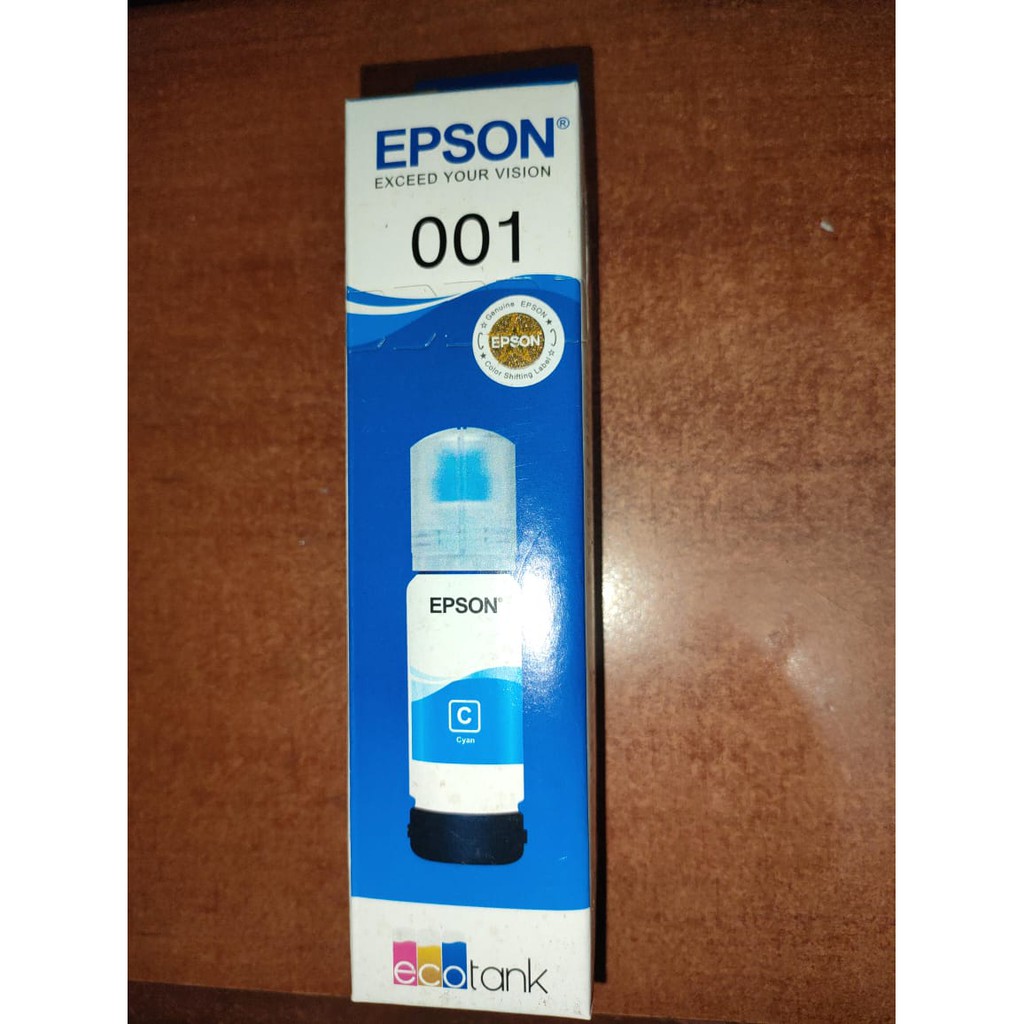 EPSON®
EXCEED YOUR VISION
001
☆ Genuine EPSON ★
EPSON
★ Color Shifting Label ☆
EPSON®
C
Cyan
ecotank